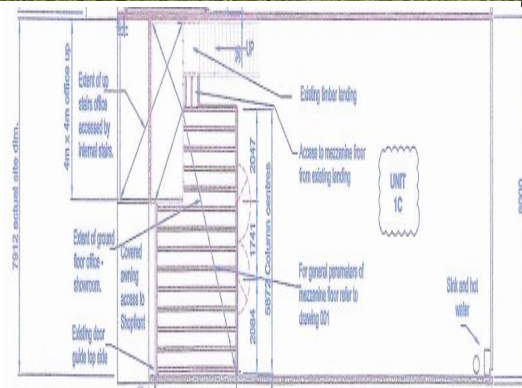 UP
Extent of up
stairs office
accessed by
internal stairs.
4m x 4m office up
7912 actual site dim.
Existing timber landing
Access to mezzanine floor
from existing landing
UNIT
1C
2047
1741
2084
5872 Column centres
Extent of ground
floor office -
showroom.
Covered
awning
access to
Shopfront
Existing door
guide top side
For general parameters of
mezzanine floor refer to
drawing 001
Sink and hot
water